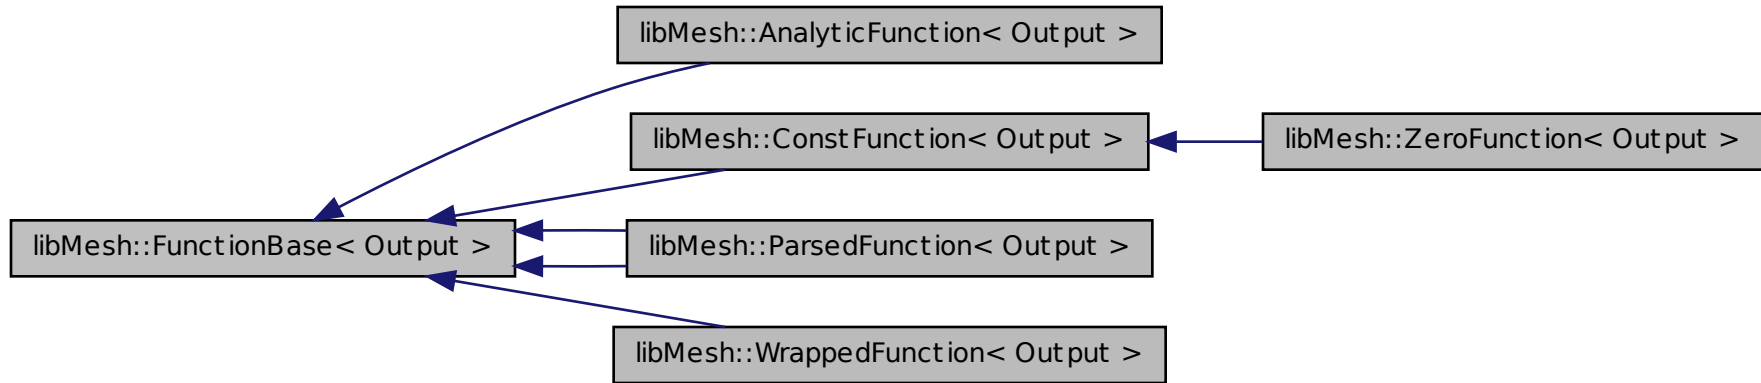 libMesh::AnalyticFunction< Output >
libMesh::ConstFunction< Output >
libMesh::ZeroFunction< Output >
libMesh::FunctionBase< Output >
libMesh::ParsedFunction< Output >
libMesh::WrappedFunction< Output >